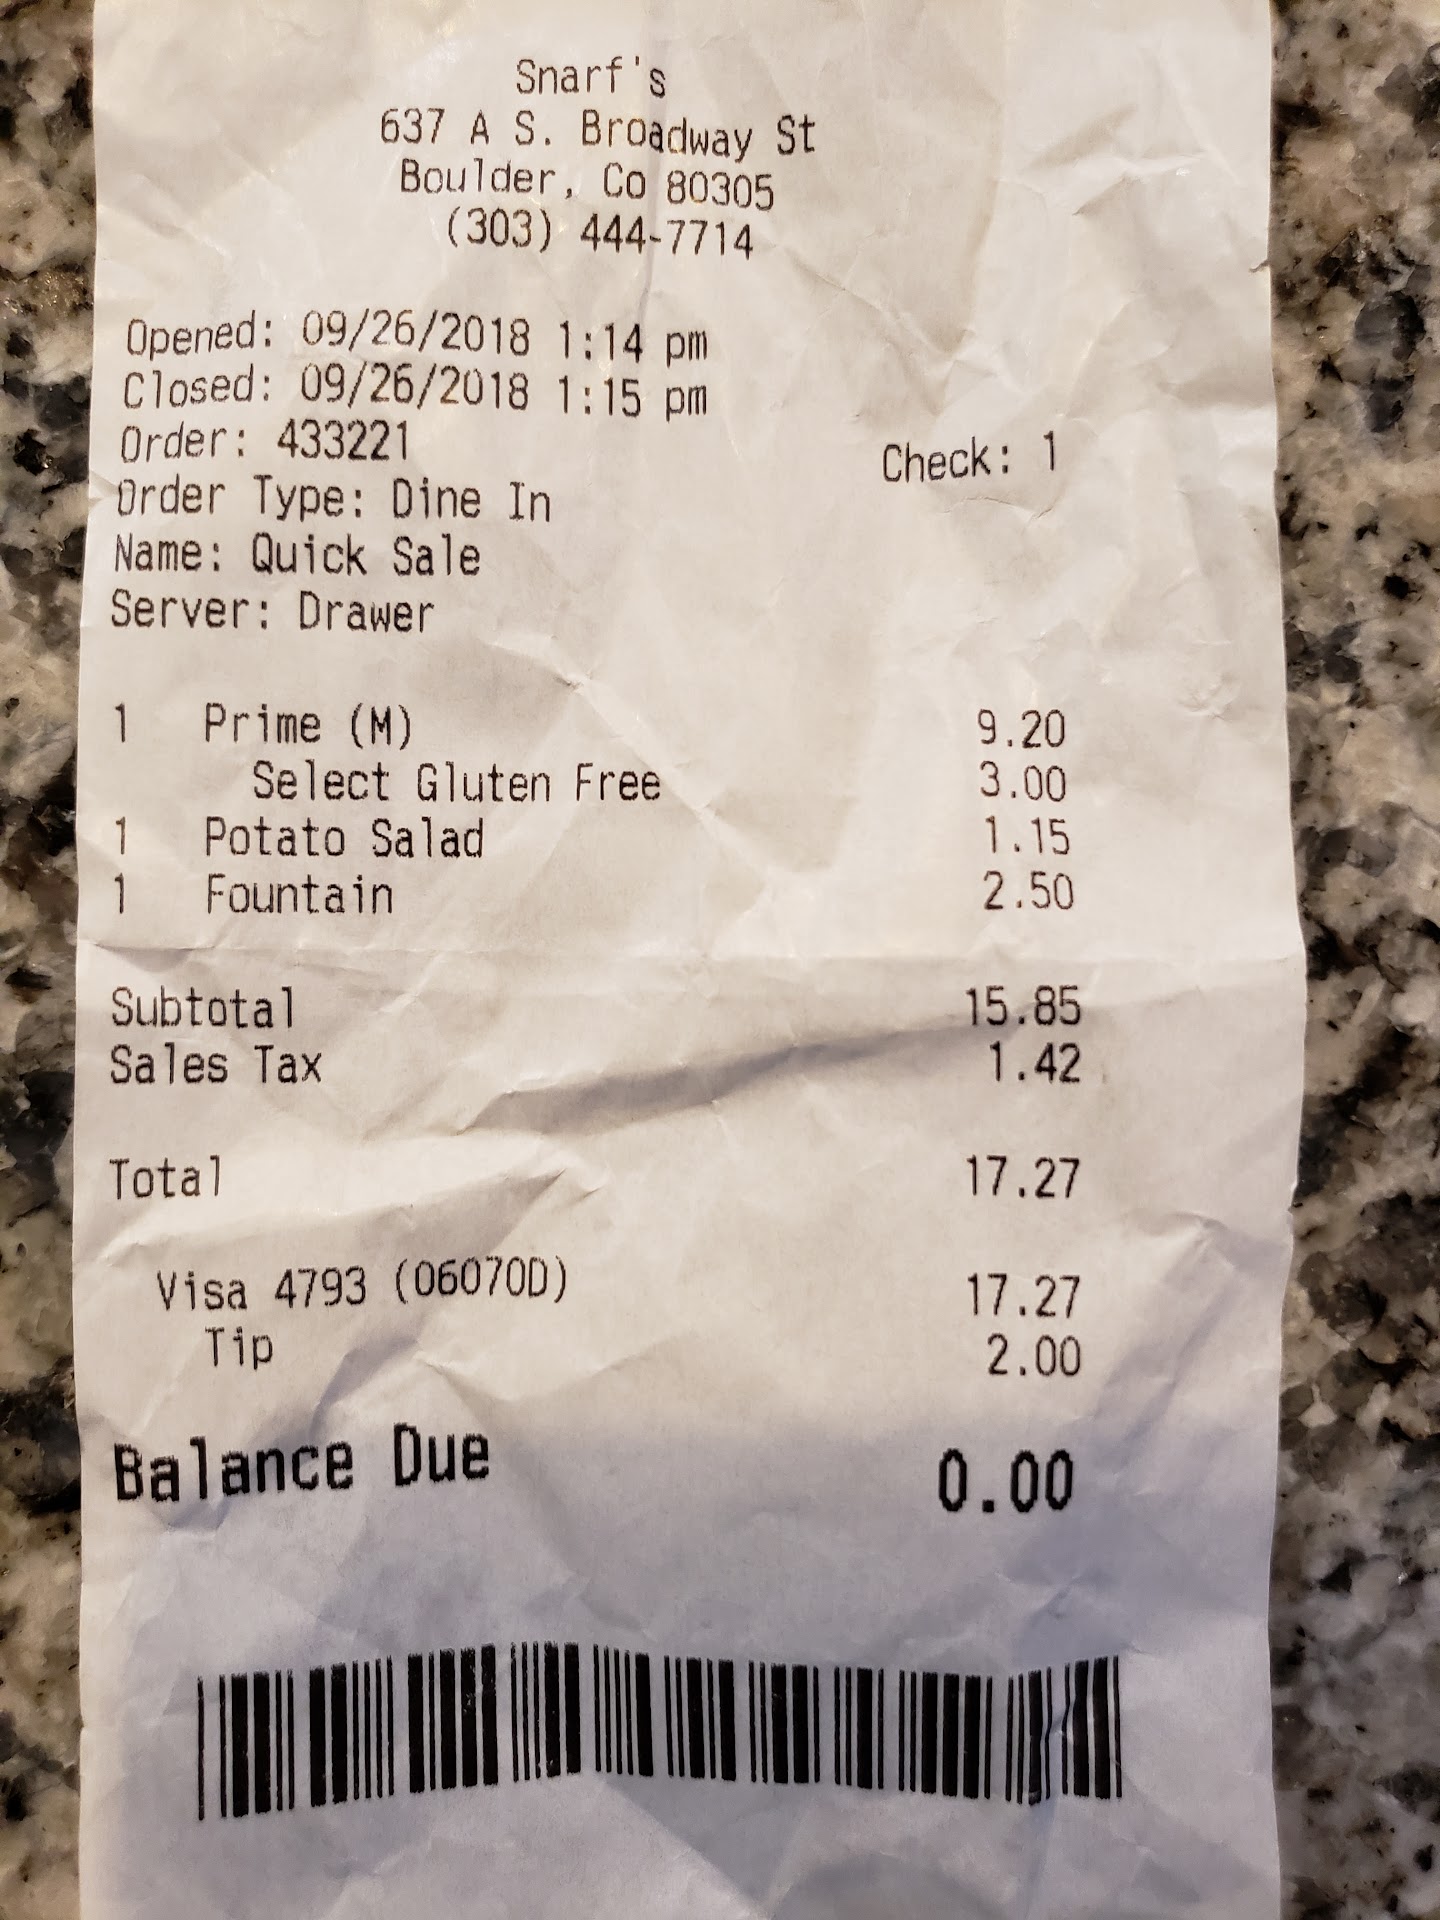 Snarf's
637 A S. Broadway St
Boulder, Co 80305
(303) 444-7714
Opened: 09/26/2018 1:14 pm
Closed: 09/26/2018 1:15 pm
Order: 433221 Check: 1
Order Type: Dine In
Name: Quick Sale
Server: Drawer
1 Prime (M) 9.20
Select Gluten Free 3.00
1 Potato Salad 1.15
1 Fountain 2.50
Subtotal 15.85
Sales Tax 1.42
Total 17.27
Visa 4793 (06070D) 17.27
Tip 2.00
Balance Due 0.00